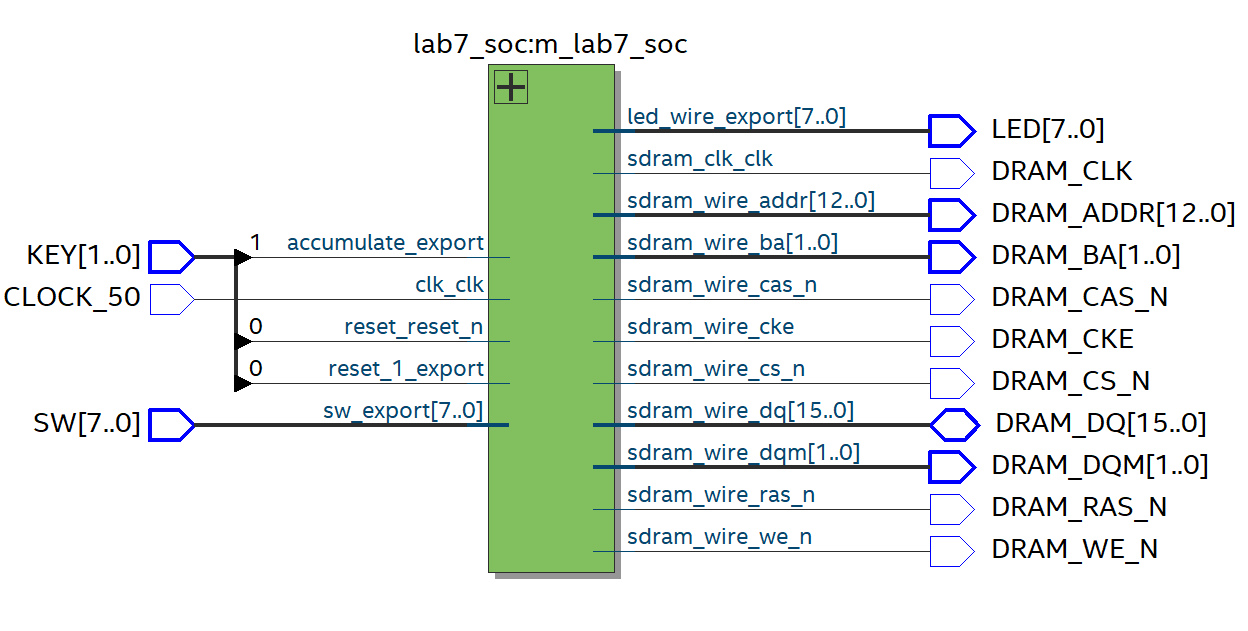 lab7_soc:m_lab7_soc
led_wire_export[7..0]
LED[7..0]
sdram_clk_clk
DRAM_CLK
sdram_wire_addr[12..0]
DRAM_ADDR[12..0]
KEY[1..0]
1
accumulate_export
sdram_wire_ba[1..0]
DRAM_BA[1..0]
CLOCK_50
clk_clk
sdram_wire_cas_n
DRAM_CAS_N
0
reset_reset_n
sdram_wire_cke
DRAM_CKE
0
reset_1_export
sdram_wire_cs_n
DRAM_CS_N
SW[7..0]
sw_export[7..0]
sdram_wire_dq[15..0]
DRAM_DQ[15..0]
sdram_wire_dqm[1..0]
DRAM_DQM[1..0]
sdram_wire_ras_n
DRAM_RAS_N
sdram_wire_we_n
DRAM_WE_N